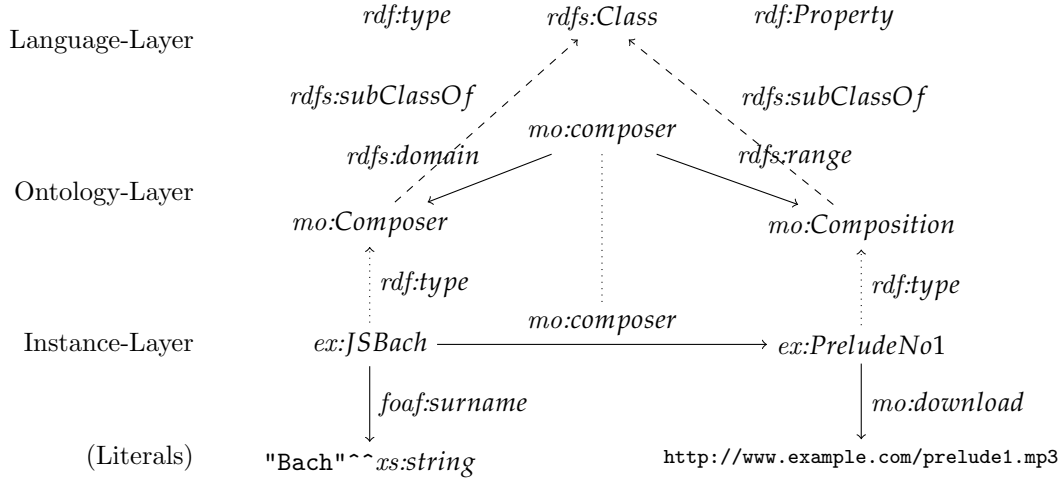 Language-Layer rdf:type rdfs:Class rdf:Property
rdfs:subClassOf rdfs:subClassOf
mo:composer
rdfs:domain rdfs:range
Ontology-Layer
mo:Composer mo:Composition
rdf:type rdf:type
mo:composer
Instance-Layer ex:JSBach ex:PreludeNo1
foaf:surname mo:download
(Literals) "Bach"^^xs:string http://www.example.com/prelude1.mp3